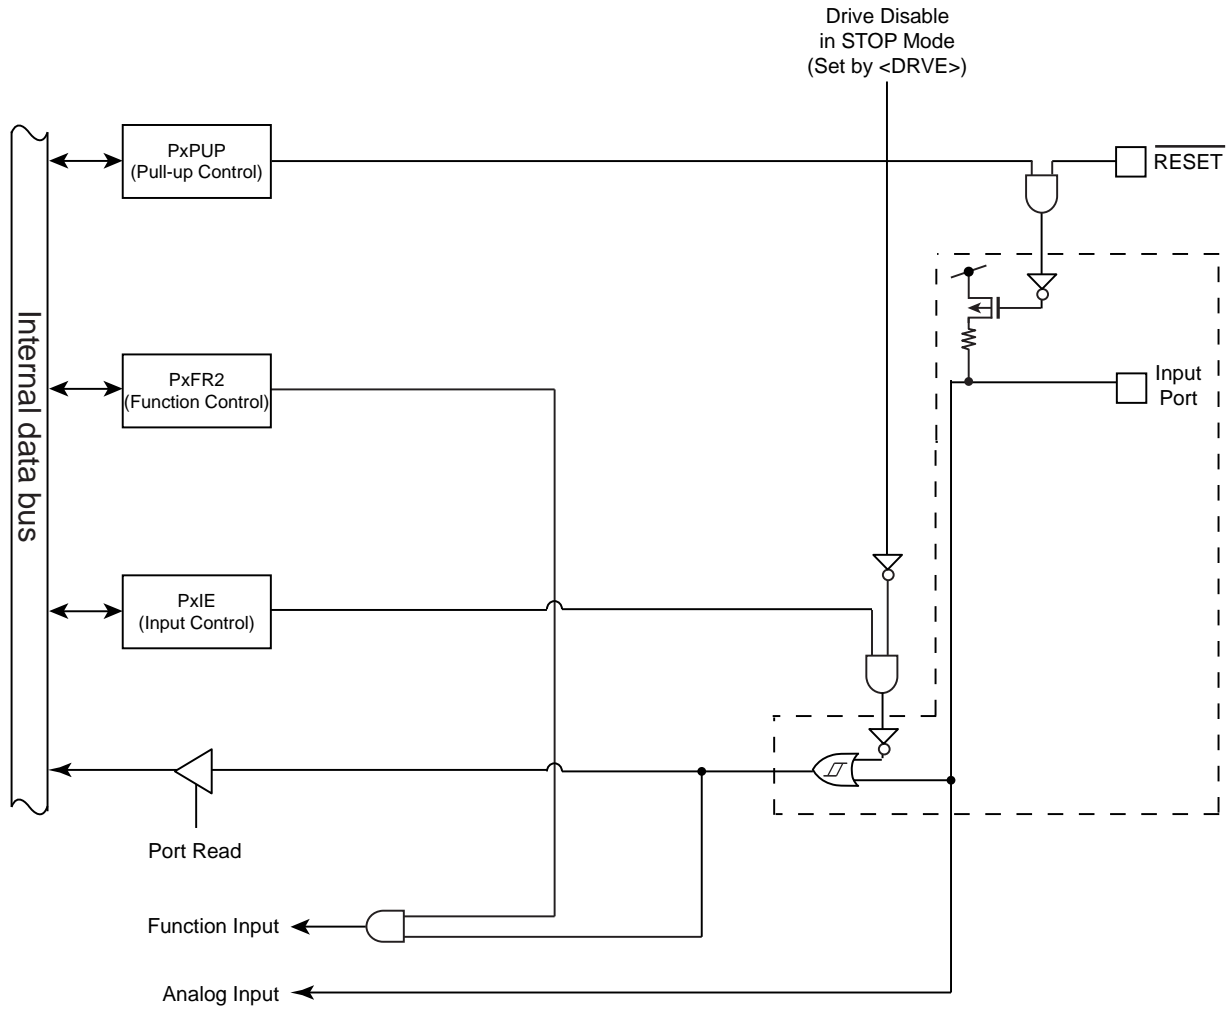 Drive Disable
in STOP Mode
(Set by <DRVE>)
PxPUP
(Pull-up Control)
RESET
Internal data bus
PxFR2
(Function Control)
Input
Port
PxIE
(Input Control)
Port Read
Function Input
Analog Input